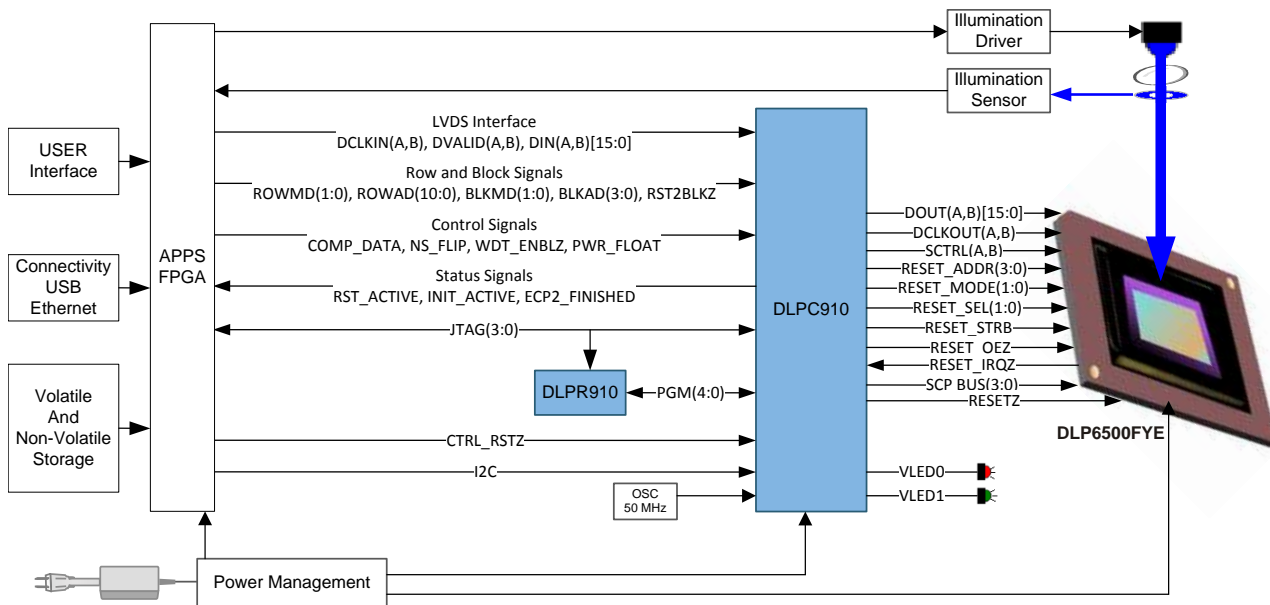 Illumination
Driver
Illumination
Sensor
USER
Interface
Connectivity
USB
Ethernet
Volatile
And
Non-Volatile
Storage
APPS
FPGA
LVDS Interface
DCLKIN(A,B), DVALID(A,B), DIN(A,B)[15:0]
Row and Block Signals
ROWMD(1:0), ROWAD(10:0), BLKMD(1:0), BLKAD(3:0), RST2BLKZ
Control Signals
COMP_DATA, NS_FLIP, WDT_ENBLZ, PWR_FLOAT
Status Signals
RST_ACTIVE, INIT_ACTIVE, ECP2_FINISHED
JTAG(3:0)
DLPR910
PGM(4:0)
CTRL_RSTZ
I2C
OSC
50 MHz
DLPC910
DOUT(A,B)[15:0]
DCLKOUT(A,B)
SCTRL(A,B)
RESET_ADDR(3:0)
RESET_MODE(1:0)
RESET_SEL(1:0)
RESET_STRB
RESET_OEZ
RESET_IRQZ
SCP BUS(3:0)
RESETZ
DLP6500FYE
VLED0
VLED1
Power Management